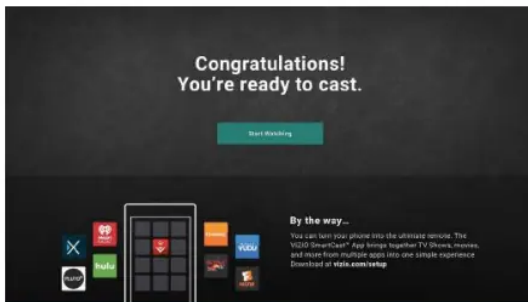 Congratulations!
You're ready to cast.
Start Watching
By the way...
You can turn your phone into the ultimate remote. The
VIZIO SmartCast™ App brings together TV Shows, movies,
and more from multiple apps into one simple experience
Download at vizio.com/setup
hulu
VUDU